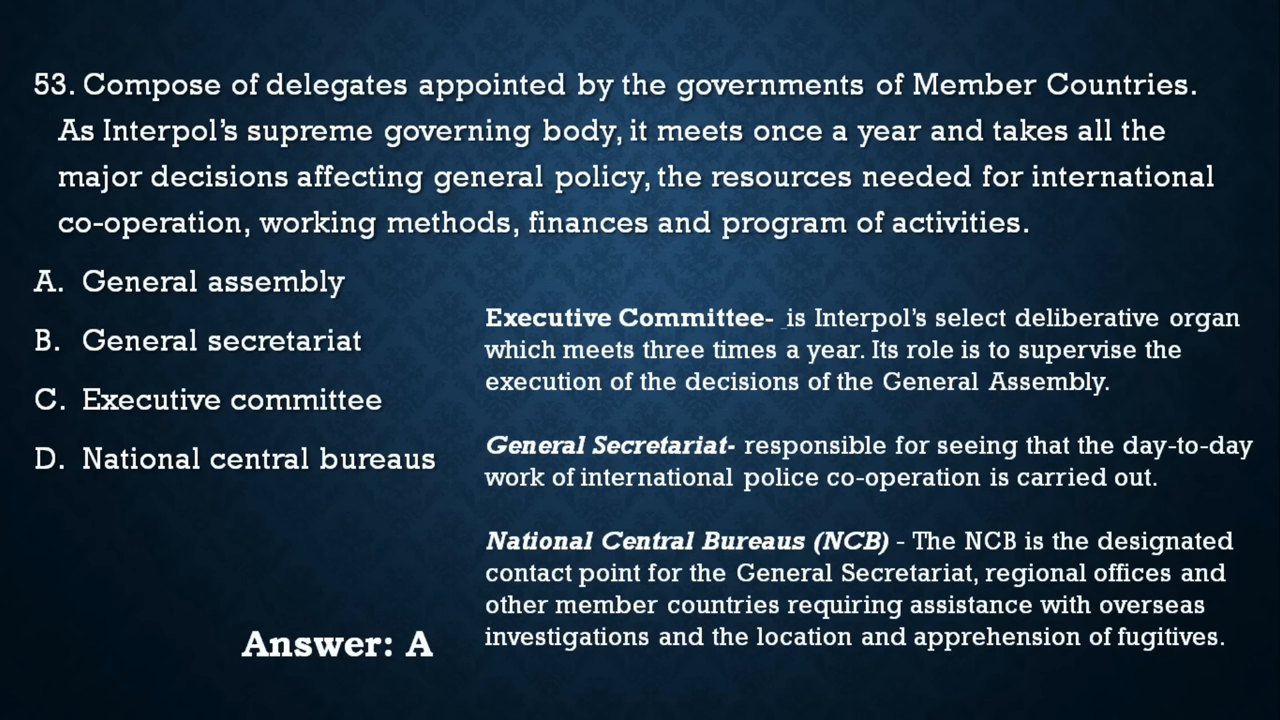 53. Compose of delegates appointed by the governments of Member Countries.
As Interpol's supreme governing body, it meets once a year and takes all the
major decisions affecting general policy, the resources needed for international
co-operation, working methods, finances and program of activities.
A. General assembly
B. General secretariat
C. Executive committee
D. National central bureaus
Executive Committee- is Interpol's select deliberative organ
which meets three times a year. Its role is to supervise the
execution of the decisions of the General Assembly.
General Secretariat- responsible for seeing that the day-to-day
work of international police co-operation is carried out.
National Central Bureaus (NCB) - The NCB is the designated
contact point for the General Secretariat, regional offices and
other member countries requiring assistance with overseas
investigations and the location and apprehension of fugitives.
Answer: A